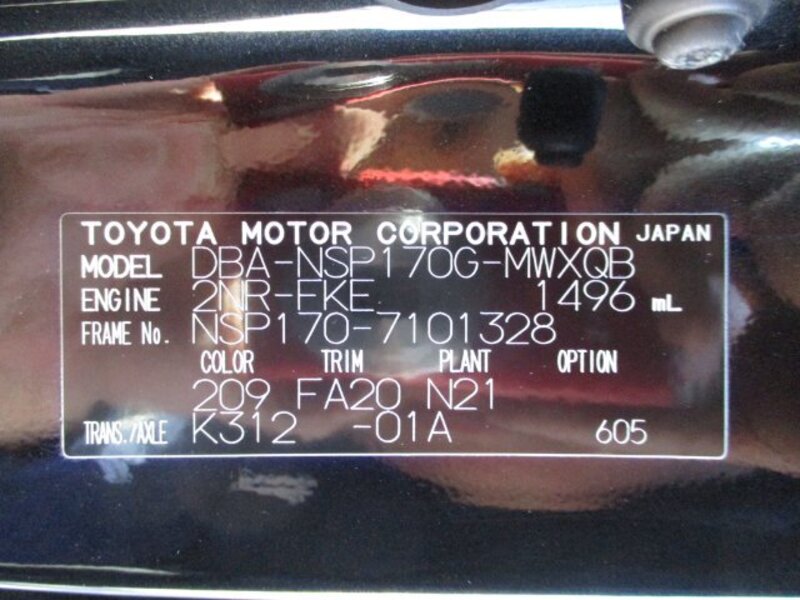 TOYOTA MOTOR CORPORATION JAPAN
MODEL DBA-NSP170G-MWXQB
ENGINE 2NR-FKE 1496 mL
FRAME No. NSP170-7101328
COLOR TRIM PLANT OPTION
209 FA20 N21
TRANS./AXLE K312 -01A 605